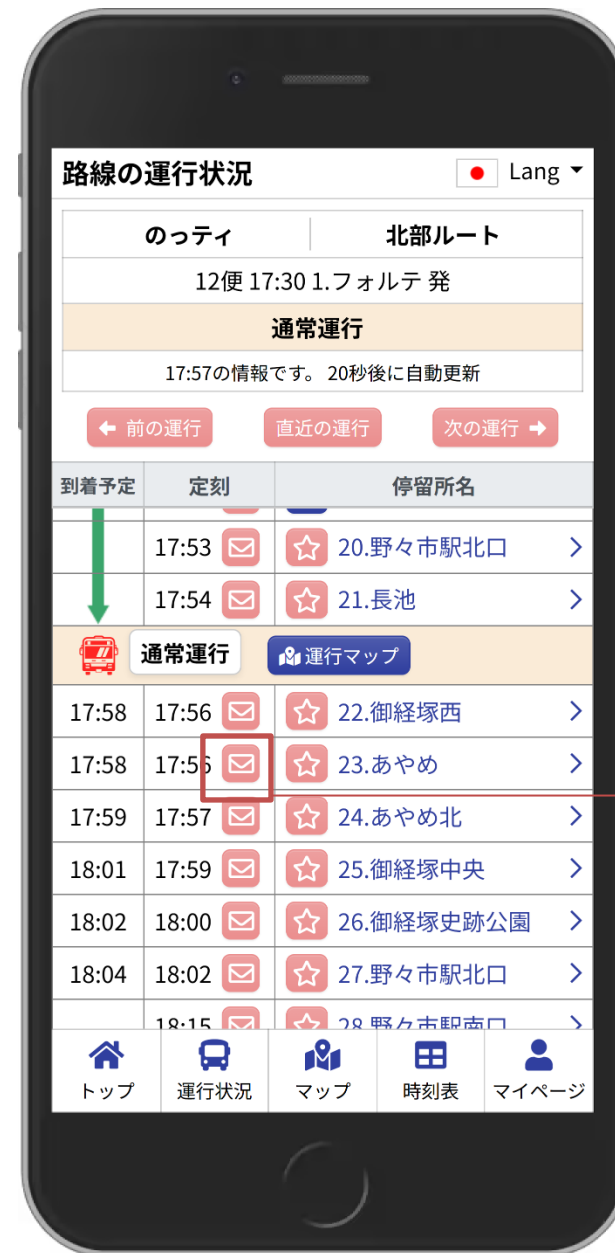 路線の運行状況 Lang
のっティ 北部ルート
12便 17:30 1.フォルテ 発
通常運行
17:57の情報です。 20秒後に自動更新
前の運行 直近の運行 次の運行
到着予定 定刻 停留所名
17:53 20.野々市駅北口
17:54 21.長池
通常運行 運行マップ
17:58 17:56 22.御経塚西
17:58 17:56 23.あやめ
17:59 17:57 24.あやめ北
18:01 17:59 25.御経塚中央
18:02 18:00 26.御経塚史跡公園
18:04 18:02 27.野々市駅北口
18:15 28.野々市駅南口
トップ 運行状況 マップ 時刻表 マイページ